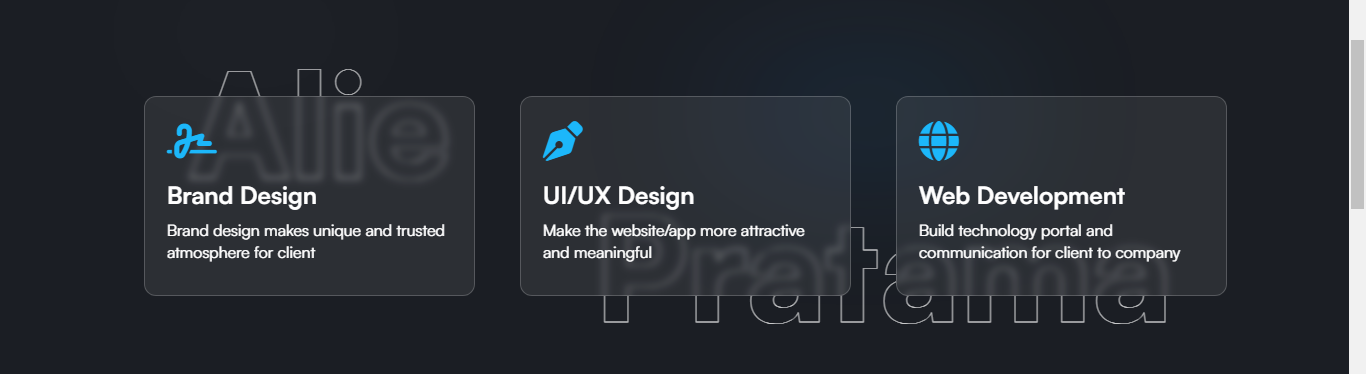 Alie
Brand Design
Brand design makes unique and trusted
atmosphere for client
UI/UX Design
Make the website/app more attractive
and meaningful
Web Development
Build technology portal and
communication for client to company
Pratama